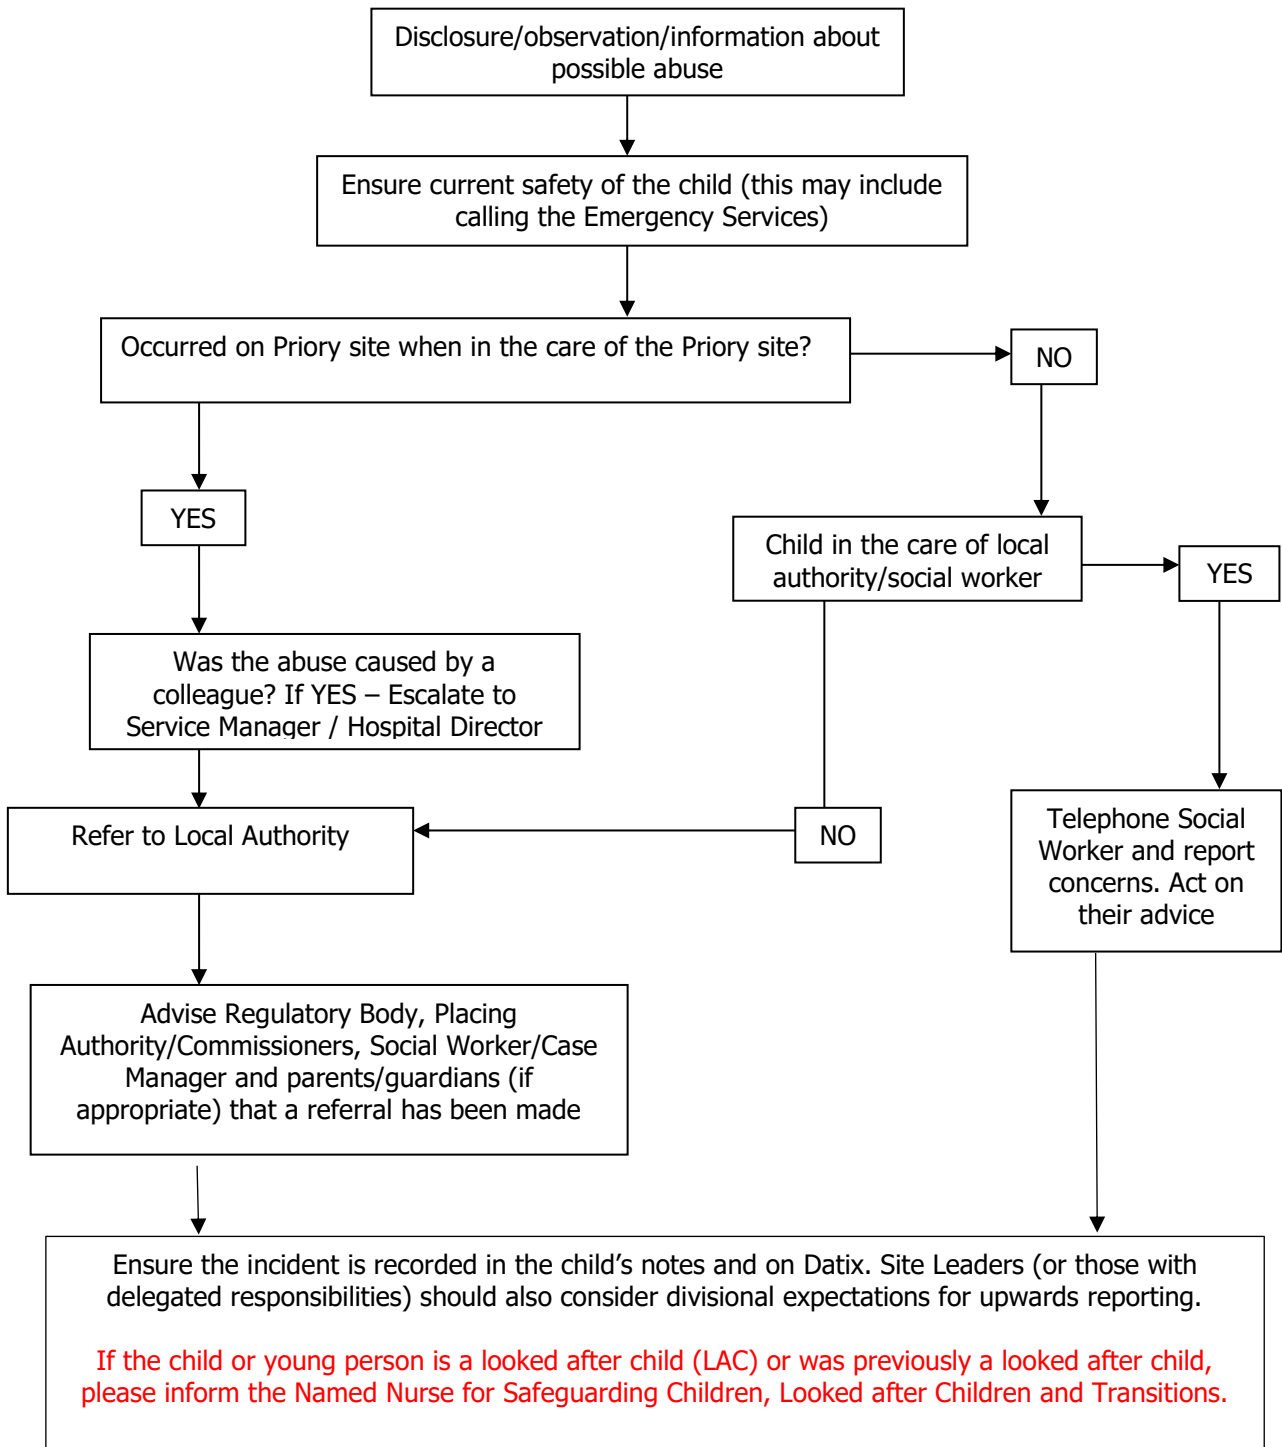 Disclosure/observation/information about
possible abuse
Ensure current safety of the child (this may include
calling the Emergency Services)
Occurred on Priory site when in the care of the Priory site?
NO
YES
Child in the care of local
authority/social worker
YES
Was the abuse caused by a
colleague? If YES – Escalate to
Service Manager / Hospital Director
Refer to Local Authority
NO
Telephone Social
Worker and report
concerns. Act on
their advice
Advise Regulatory Body, Placing
Authority/Commissioners, Social Worker/Case
Manager and parents/guardians (if
appropriate) that a referral has been made
Ensure the incident is recorded in the child’s notes and on Datix. Site Leaders (or those with
delegated responsibilities) should also consider divisional expectations for upwards reporting.
If the child or young person is a looked after child (LAC) or was previously a looked after child,
please inform the Named Nurse for Safeguarding Children, Looked after Children and Transitions.